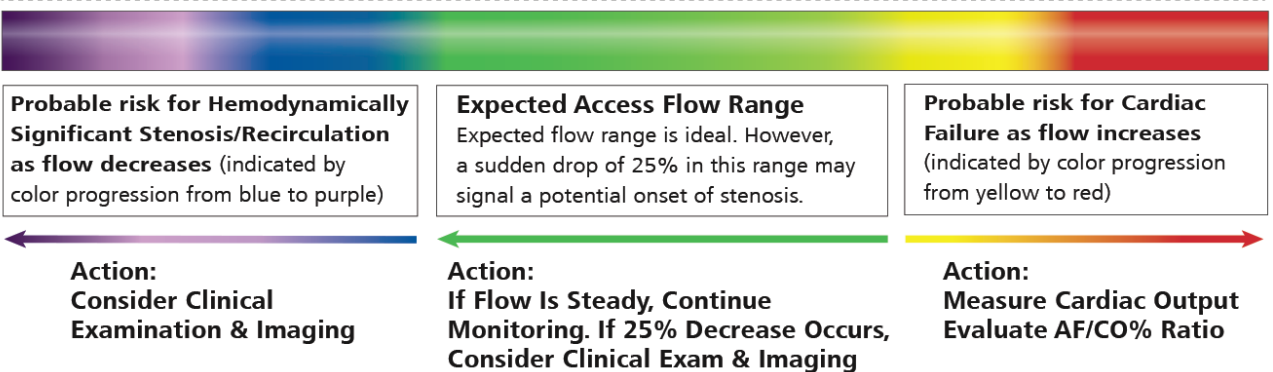 Probable risk for Hemodynamically
Significant Stenosis/Recirculation
as flow decreases (indicated by
color progression from blue to purple)
Expected Access Flow Range
Expected flow range is ideal. However,
a sudden drop of 25% in this range may
signal a potential onset of stenosis.
Probable risk for Cardiac
Failure as flow increases
(indicated by color progression
from yellow to red)
Action:
Consider Clinical
Examination & Imaging
Action:
If Flow Is Steady, Continue
Monitoring. If 25% Decrease Occurs,
Consider Clinical Exam & Imaging
Action:
Measure Cardiac Output
Evaluate AF/CO% Ratio